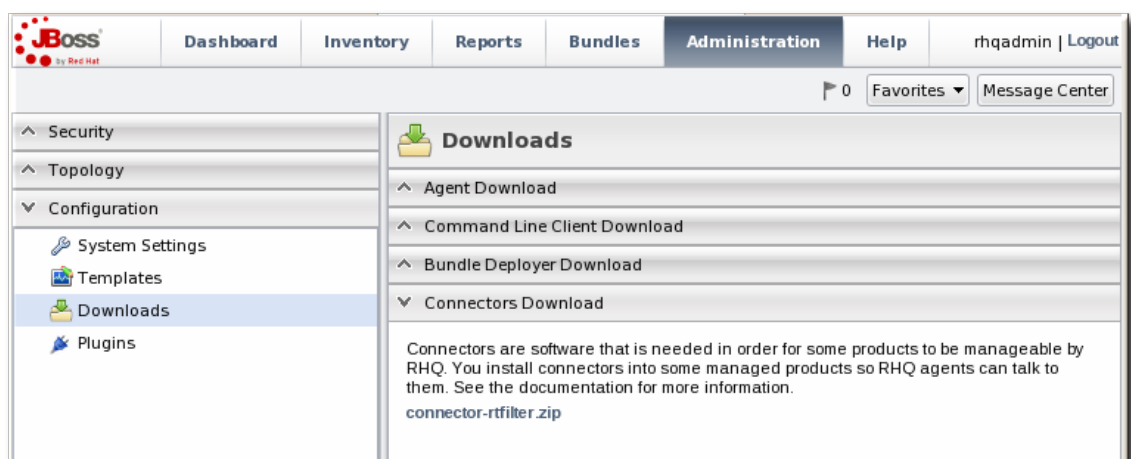 JBoss
by Red Hat
Dashboard
Inventory
Reports
Bundles
Administration
Help
rhqadmin | Logout
0
Favorites
Message Center
Security
Topology
Configuration
System Settings
Templates
Downloads
Plugins
Downloads
Agent Download
Command Line Client Download
Bundle Deployer Download
Connectors Download
Connectors are software that is needed in order for some products to be manageable by
RHQ. You install connectors into some managed products so RHQ agents can talk to
them. See the documentation for more information.
connector-rtfilter.zip